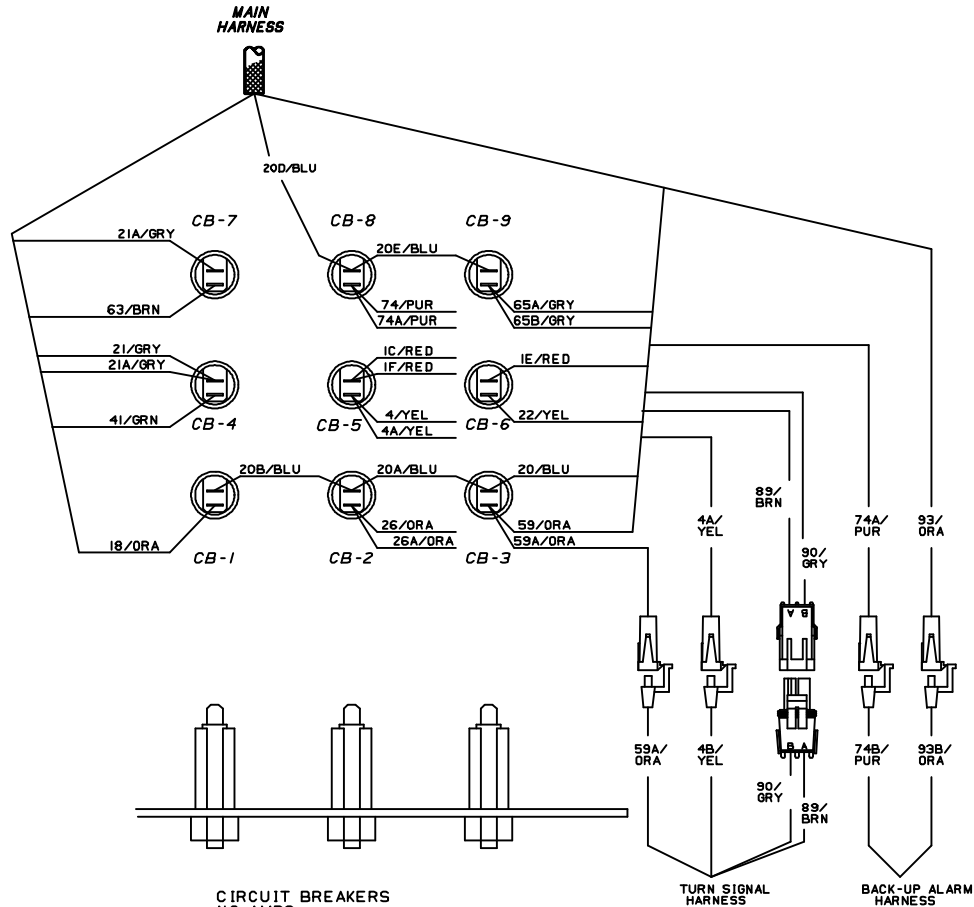 MAIN
HARNESS
20D/BLU
CB-7
CB-8
CB-9
21A/GRY
20E/BLU
63/BRN
74/PUR
74A/PUR
65A/GRY
65B/GRY
21/GRY
21A/GRY
1C/RED
1F/RED
1E/RED
41/GRN
4/YEL
4A/YEL
22/YEL
CB-4
CB-5
CB-6
20B/BLU
20A/BLU
20/BLU
18/ORA
26/ORA
26A/ORA
59/ORA
59A/ORA
CB-1
CB-2
CB-3
89/
BRN
4A/
YEL
74A/
PUR
93/
ORA
90/
GRY
A B
B A
59A/
ORA
4B/
YEL
74B/
PUR
93B/
ORA
90/
GRY
89/
BRN
CIRCUIT BREAKERS
TURN SIGNAL
HARNESS
BACK-UP ALARM
HARNESS